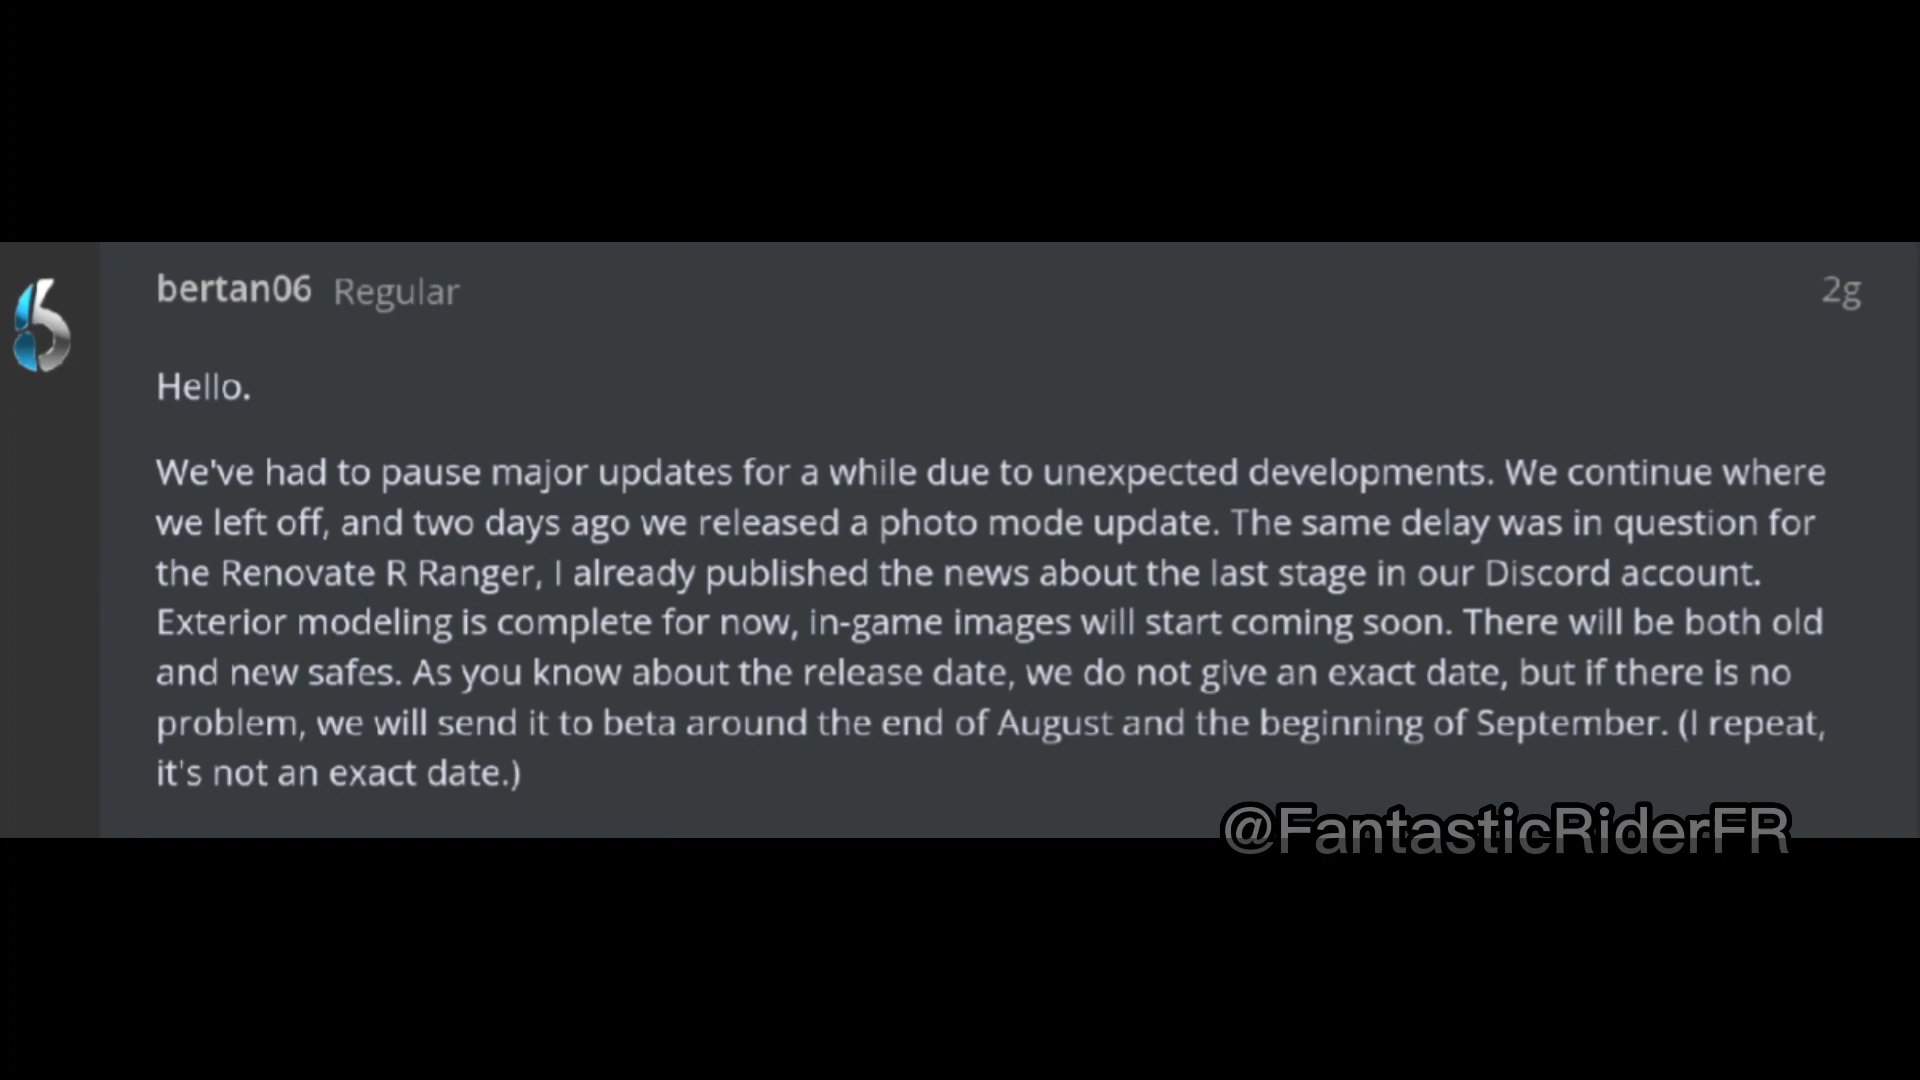 bertan06 Regular 2g
Hello.
We've had to pause major updates for a while due to unexpected developments. We continue where
we left off, and two days ago we released a photo mode update. The same delay was in question for
the Renovate R Ranger, I already published the news about the last stage in our Discord account.
Exterior modeling is complete for now, in-game images will start coming soon. There will be both old
and new safes. As you know about the release date, we do not give an exact date, but if there is no
problem, we will send it to beta around the end of August and the beginning of September. (I repeat,
it's not an exact date.)
@FantasticRiderFR